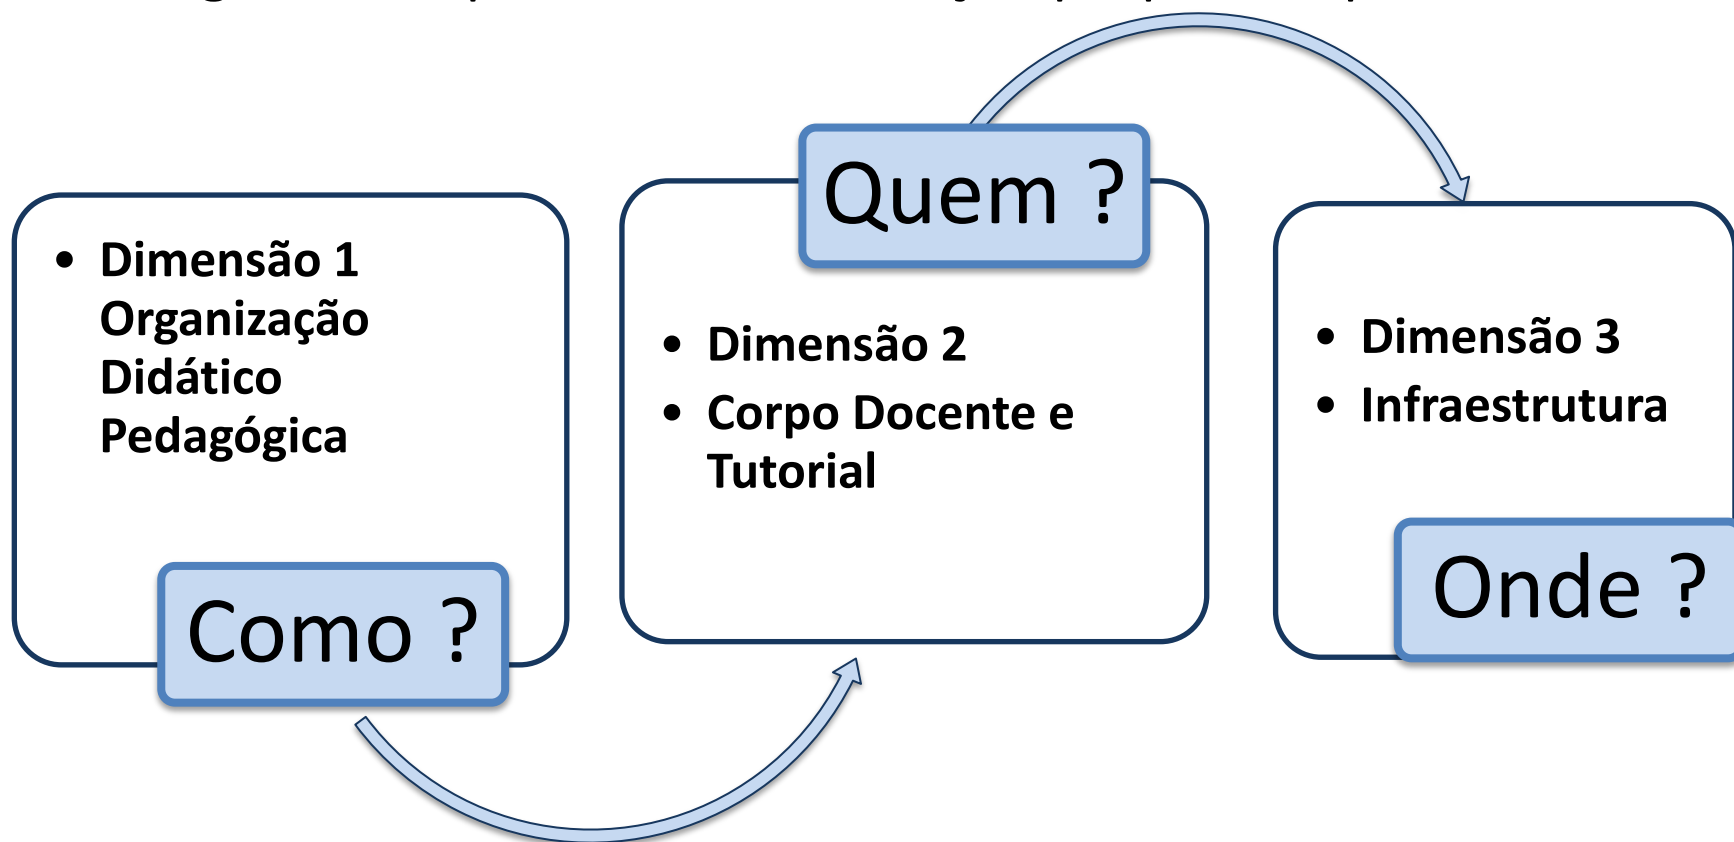 • Dimensão 1
Organização
Didático
Pedagógica
Como ?
Quem ?
• Dimensão 2
• Corpo Docente e
Tutorial
• Dimensão 3
• Infraestrutura
Onde ?